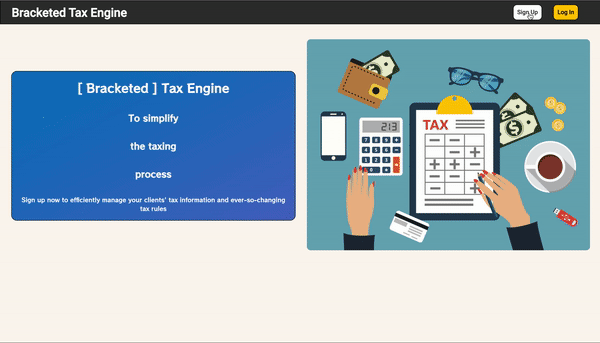 Bracketed Tax Engine
Sign Up
Log In
[ Bracketed ] Tax Engine
To simplify
the taxing
process
Sign up now to efficiently manage your clients' tax information and ever-so-changing
tax rules
213
TAX